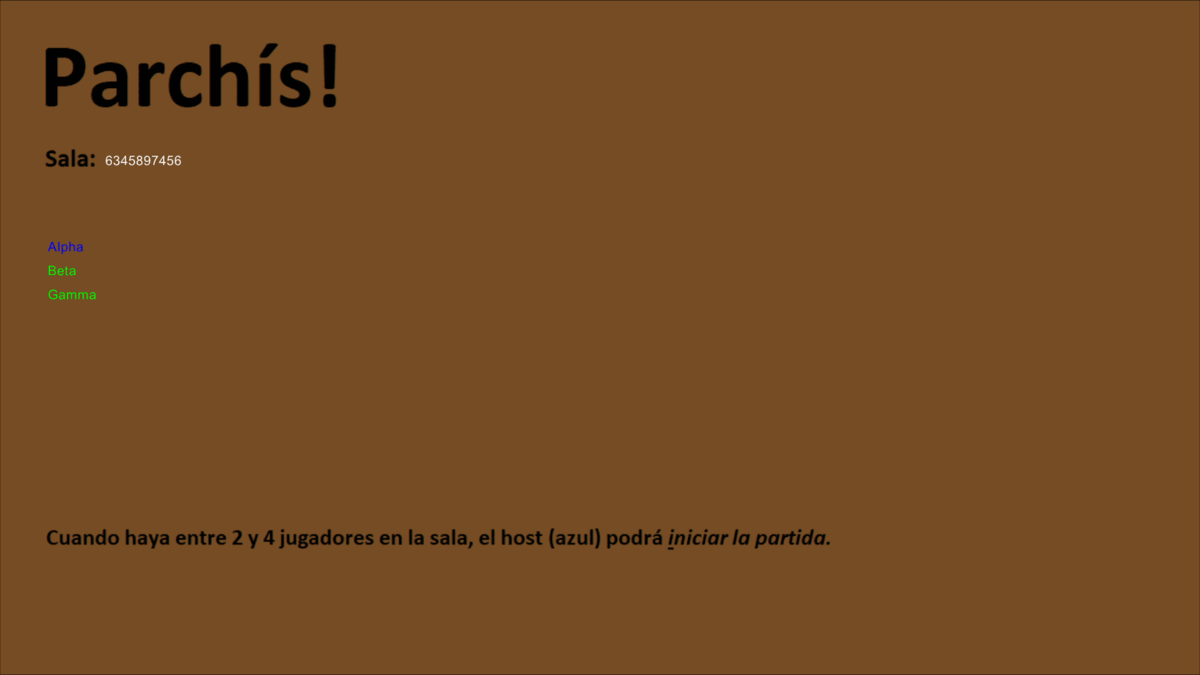 Parchís!
Sala: 6345897456
Alpha
Beta
Gamma
Cuando haya entre 2 y 4 jugadores en la sala, el host (azul) podrá iniciar la partida.